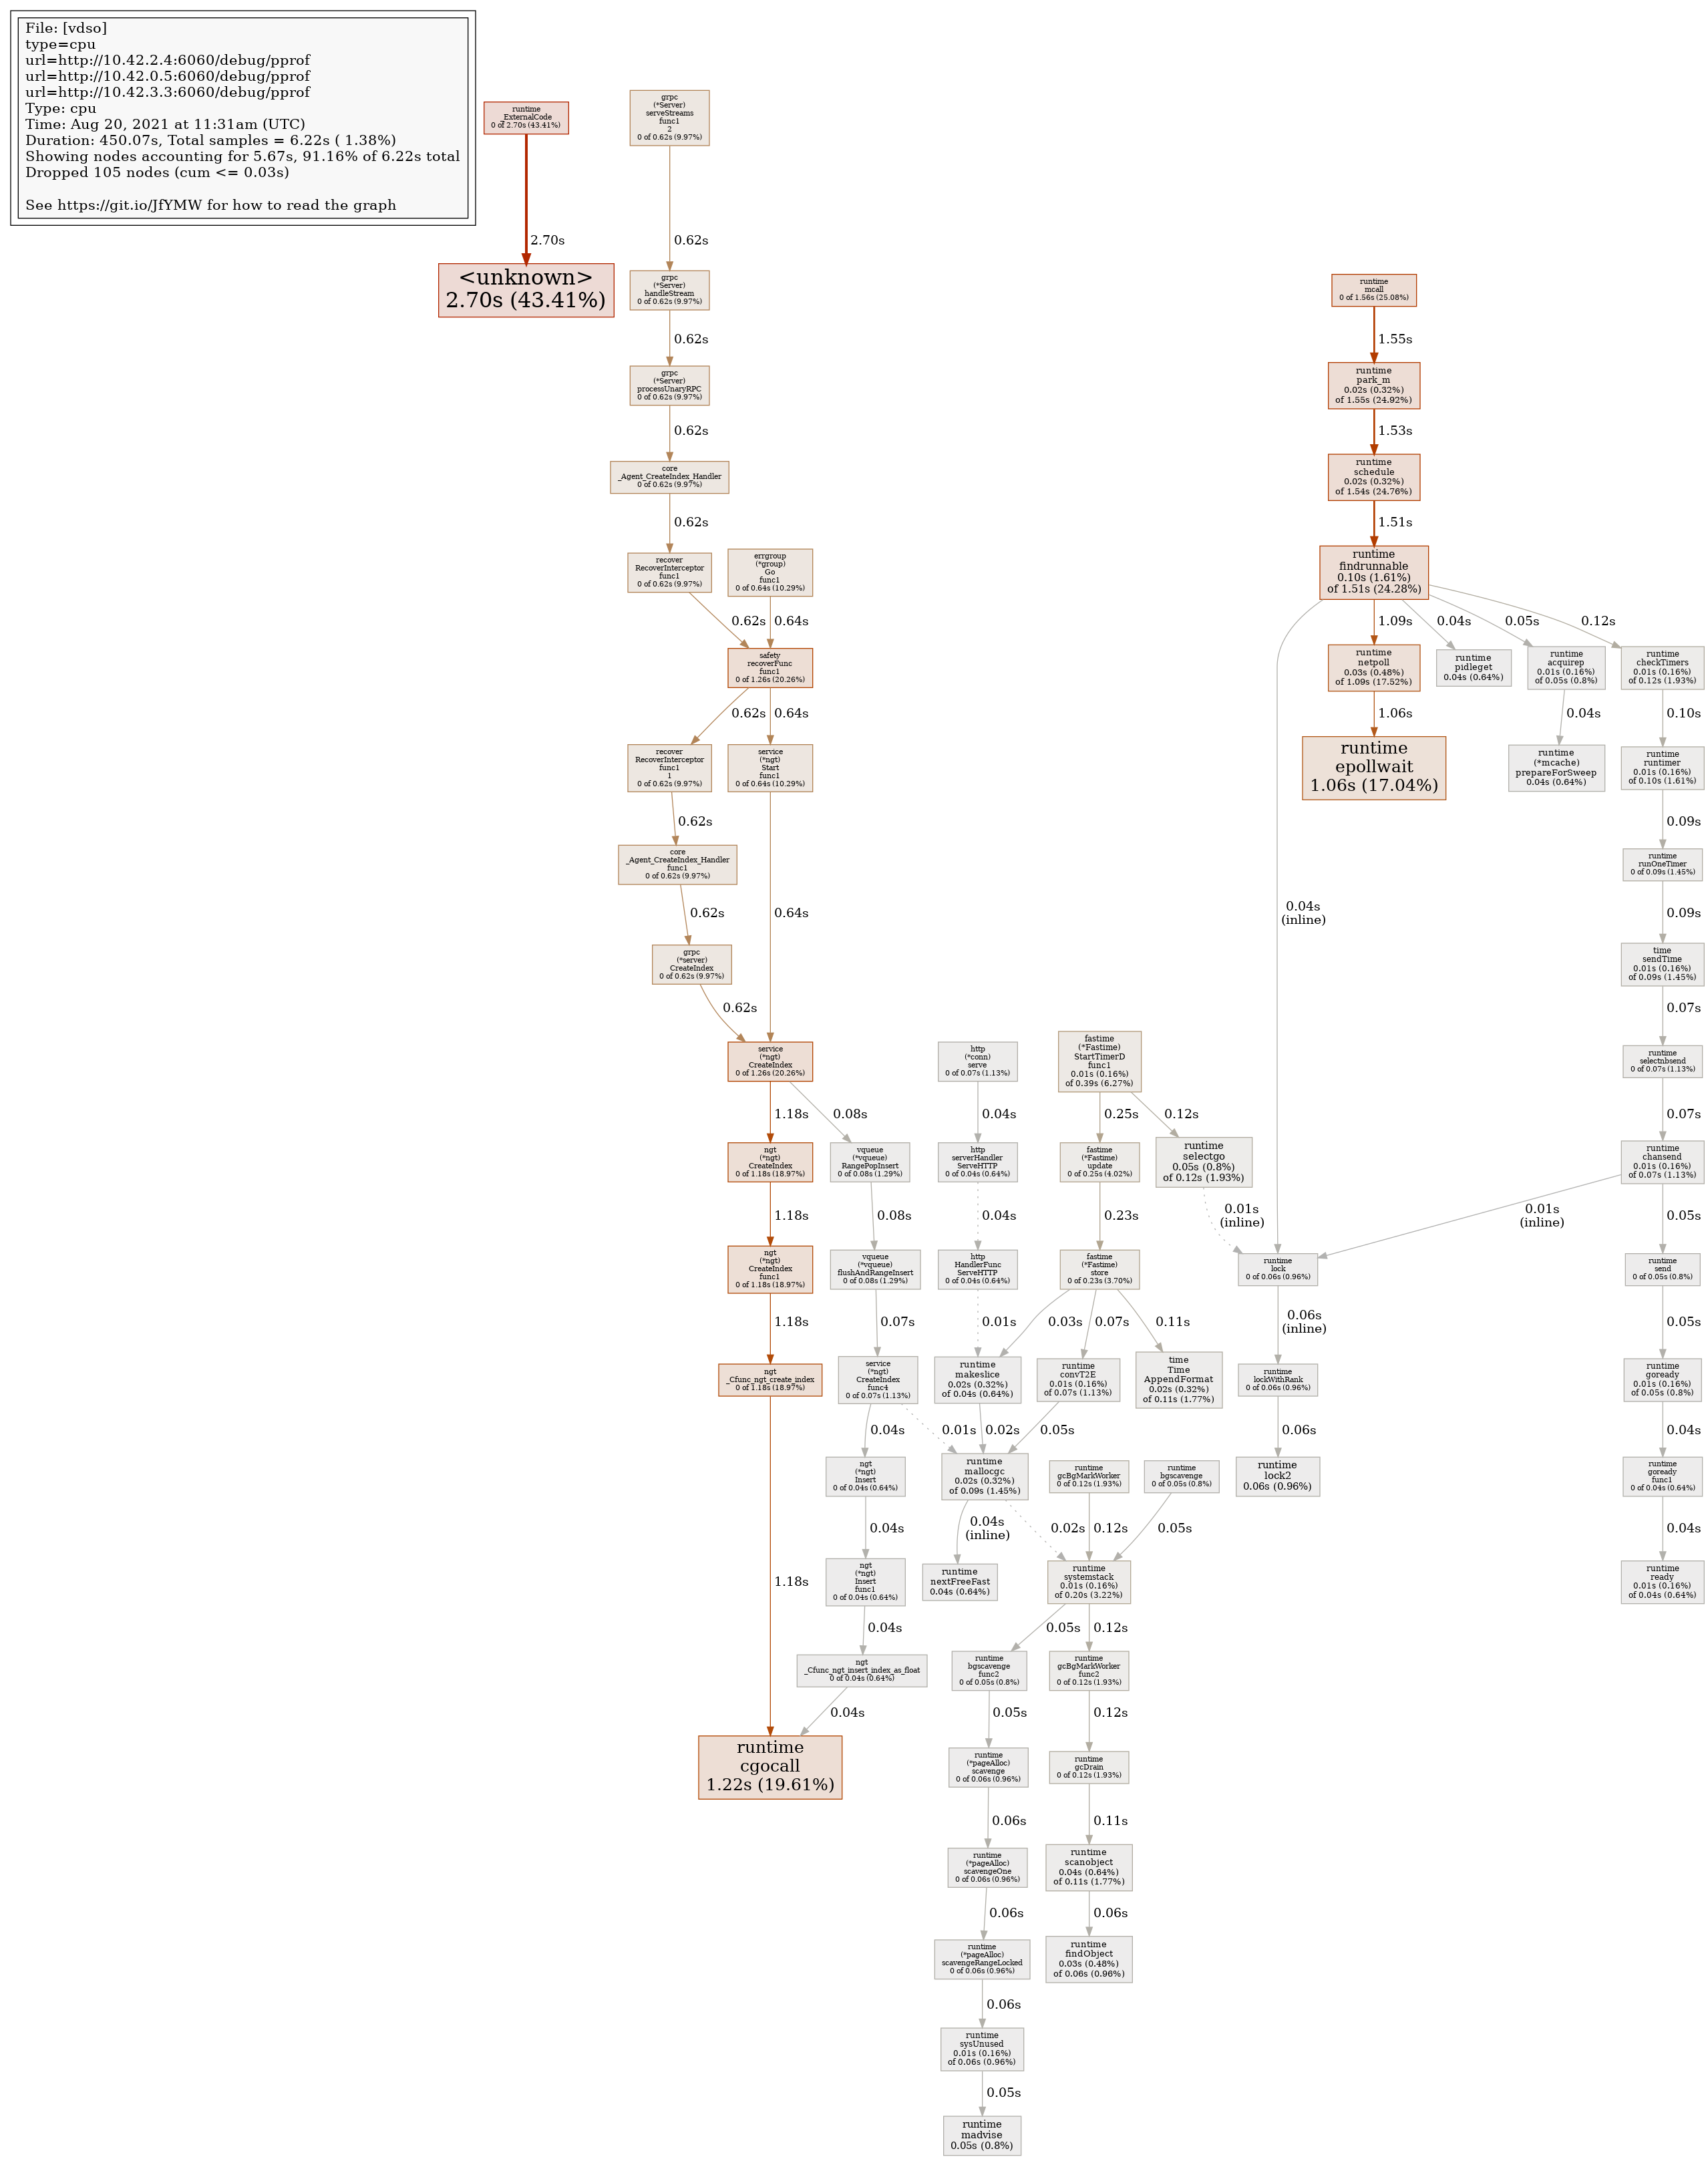 File: [vdso]
type=cpu
url=http://10.42.2.4:6060/debug/pprof
url=http://10.42.0.5:6060/debug/pprof
url=http://10.42.3.3:6060/debug/pprof
Type: cpu
Time: Aug 20, 2021 at 11:31am (UTC)
Duration: 450.07s, Total samples = 6.22s ( 1.38%)
Showing nodes accounting for 5.67s, 91.16% of 6.22s total
Dropped 105 nodes (cum <= 0.03s)
See https://git.io/JfYMW for how to read the graph
runtime
_ExternalCode
0 of 2.70s (43.41%)
2.70s
<unknown>
2.70s (43.41%)
grpc
(*Server)
serveStreams
func1
2
0 of 0.62s (9.97%)
0.62s
grpc
(*Server)
handleStream
0 of 0.62s (9.97%)
0.62s
grpc
(*Server)
processUnaryRPC
0 of 0.62s (9.97%)
0.62s
core
_Agent_CreateIndex_Handler
0 of 0.62s (9.97%)
0.62s
recover
RecoverInterceptor
func1
0 of 0.62s (9.97%)
0.62s
errgroup
(*group)
Go
func1
0 of 0.64s (10.29%)
0.64s
safety
recoverFunc
func1
0 of 1.26s (20.26%)
0.62s
0.64s
recover
RecoverInterceptor
func1
1
0 of 0.62s (9.97%)
0.62s
service
(*ngt)
Start
func1
0 of 0.64s (10.29%)
0.64s
core
_Agent_CreateIndex_Handler
func1
0 of 0.62s (9.97%)
0.62s
grpc
(*server)
CreateIndex
0 of 0.62s (9.97%)
0.62s
service
(*ngt)
CreateIndex
0 of 1.26s (20.26%)
1.18s
0.08s
ngt
(*ngt)
CreateIndex
0 of 1.18s (18.97%)
1.18s
ngt
(*ngt)
CreateIndex
func1
0 of 1.18s (18.97%)
1.18s
ngt
_Cfunc_ngt_create_index
0 of 1.18s (18.97%)
1.18s
vqueue
(*vqueue)
RangePopInsert
0 of 0.08s (1.29%)
0.08s
vqueue
(*vqueue)
flushAndRangeInsert
0 of 0.08s (1.29%)
0.07s
service
(*ngt)
CreateIndex
func4
0 of 0.07s (1.13%)
0.04s
0.01s
ngt
(*ngt)
Insert
0 of 0.04s (0.64%)
0.04s
ngt
(*ngt)
Insert
func1
0 of 0.04s (0.64%)
0.04s
ngt
_Cfunc_ngt_insert_index_as_float
0 of 0.04s (0.64%)
0.04s
runtime
cgocall
1.22s (19.61%)
http
(*conn)
serve
0 of 0.07s (1.13%)
0.04s
http
serverHandler
ServeHTTP
0 of 0.04s (0.64%)
0.04s
http
HandlerFunc
ServeHTTP
0 of 0.04s (0.64%)
0.01s
fastime
(*Fastime)
StartTimerD
func1
0.01s (0.16%)
of 0.39s (6.27%)
0.25s
0.12s
fastime
(*Fastime)
update
0 of 0.25s (4.02%)
0.23s
runtime
selectgo
0.05s (0.8%)
of 0.12s (1.93%)
0.01s
(inline)
fastime
(*Fastime)
store
0 of 0.23s (3.70%)
0.03s
0.07s
0.11s
runtime
makeslice
0.02s (0.32%)
of 0.04s (0.64%)
0.02s
runtime
convT2E
0.01s (0.16%)
of 0.07s (1.13%)
0.05s
time
Time
AppendFormat
0.02s (0.32%)
of 0.11s (1.77%)
runtime
mallocgc
0.02s (0.32%)
of 0.09s (1.45%)
0.04s
(inline)
0.02s
runtime
gcBgMarkWorker
0 of 0.12s (1.93%)
0.12s
runtime
bgscavenge
0 of 0.05s (0.8%)
0.05s
runtime
nextFreeFast
0.04s (0.64%)
runtime
systemstack
0.01s (0.16%)
of 0.20s (3.22%)
0.05s
0.12s
runtime
bgscavenge
func2
0 of 0.05s (0.8%)
0.05s
runtime
(*pageAlloc)
scavenge
0 of 0.06s (0.96%)
0.06s
runtime
(*pageAlloc)
scavengeOne
0 of 0.06s (0.96%)
0.06s
runtime
(*pageAlloc)
scavengeRangeLocked
0 of 0.06s (0.96%)
0.06s
runtime
sysUnused
0.01s (0.16%)
of 0.06s (0.96%)
0.05s
runtime
madvise
0.05s (0.8%)
runtime
gcBgMarkWorker
func2
0 of 0.12s (1.93%)
0.12s
runtime
gcDrain
0 of 0.12s (1.93%)
0.11s
runtime
scanobject
0.04s (0.64%)
of 0.11s (1.77%)
0.06s
runtime
findObject
0.03s (0.48%)
of 0.06s (0.96%)
runtime
mcall
0 of 1.56s (25.08%)
1.55s
runtime
park_m
0.02s (0.32%)
of 1.55s (24.92%)
1.53s
runtime
schedule
0.02s (0.32%)
of 1.54s (24.76%)
1.51s
runtime
findrunnable
0.10s (1.61%)
of 1.51s (24.28%)
0.04s
(inline)
1.09s
0.04s
0.05s
0.12s
runtime
netpoll
0.03s (0.48%)
of 1.09s (17.52%)
1.06s
runtime
epollwait
1.06s (17.04%)
runtime
pidleget
0.04s (0.64%)
runtime
acquirep
0.01s (0.16%)
of 0.05s (0.8%)
0.04s
runtime
(*mcache)
prepareForSweep
0.04s (0.64%)
runtime
checkTimers
0.01s (0.16%)
of 0.12s (1.93%)
0.10s
runtime
runtimer
0.01s (0.16%)
of 0.10s (1.61%)
0.09s
runtime
runOneTimer
0 of 0.09s (1.45%)
0.09s
time
sendTime
0.01s (0.16%)
of 0.09s (1.45%)
0.07s
runtime
selectnbsend
0 of 0.07s (1.13%)
0.07s
runtime
chansend
0.01s (0.16%)
of 0.07s (1.13%)
0.01s
(inline)
0.05s
runtime
lock
0 of 0.06s (0.96%)
0.06s
(inline)
runtime
lockWithRank
0 of 0.06s (0.96%)
0.06s
runtime
lock2
0.06s (0.96%)
runtime
send
0 of 0.05s (0.8%)
0.05s
runtime
goready
0.01s (0.16%)
of 0.05s (0.8%)
0.04s
runtime
goready
func1
0 of 0.04s (0.64%)
0.04s
runtime
ready
0.01s (0.16%)
of 0.04s (0.64%)